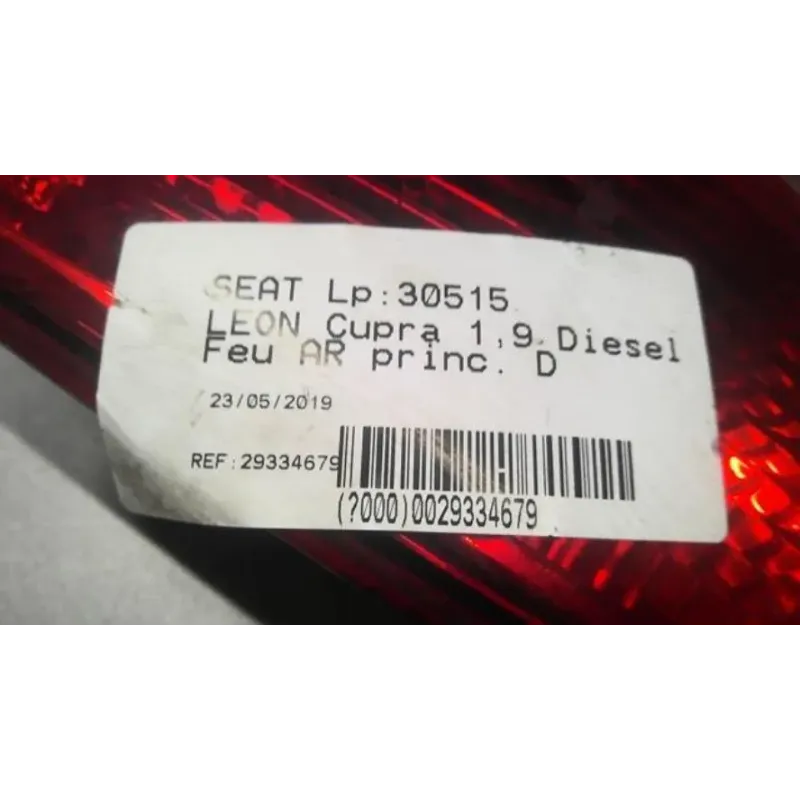 SEAT Lp:30515
LEON Cupra 1,9 Diesel
Feu AR princ. D
23/05/2019
REF:29334679
(?000)0029334679